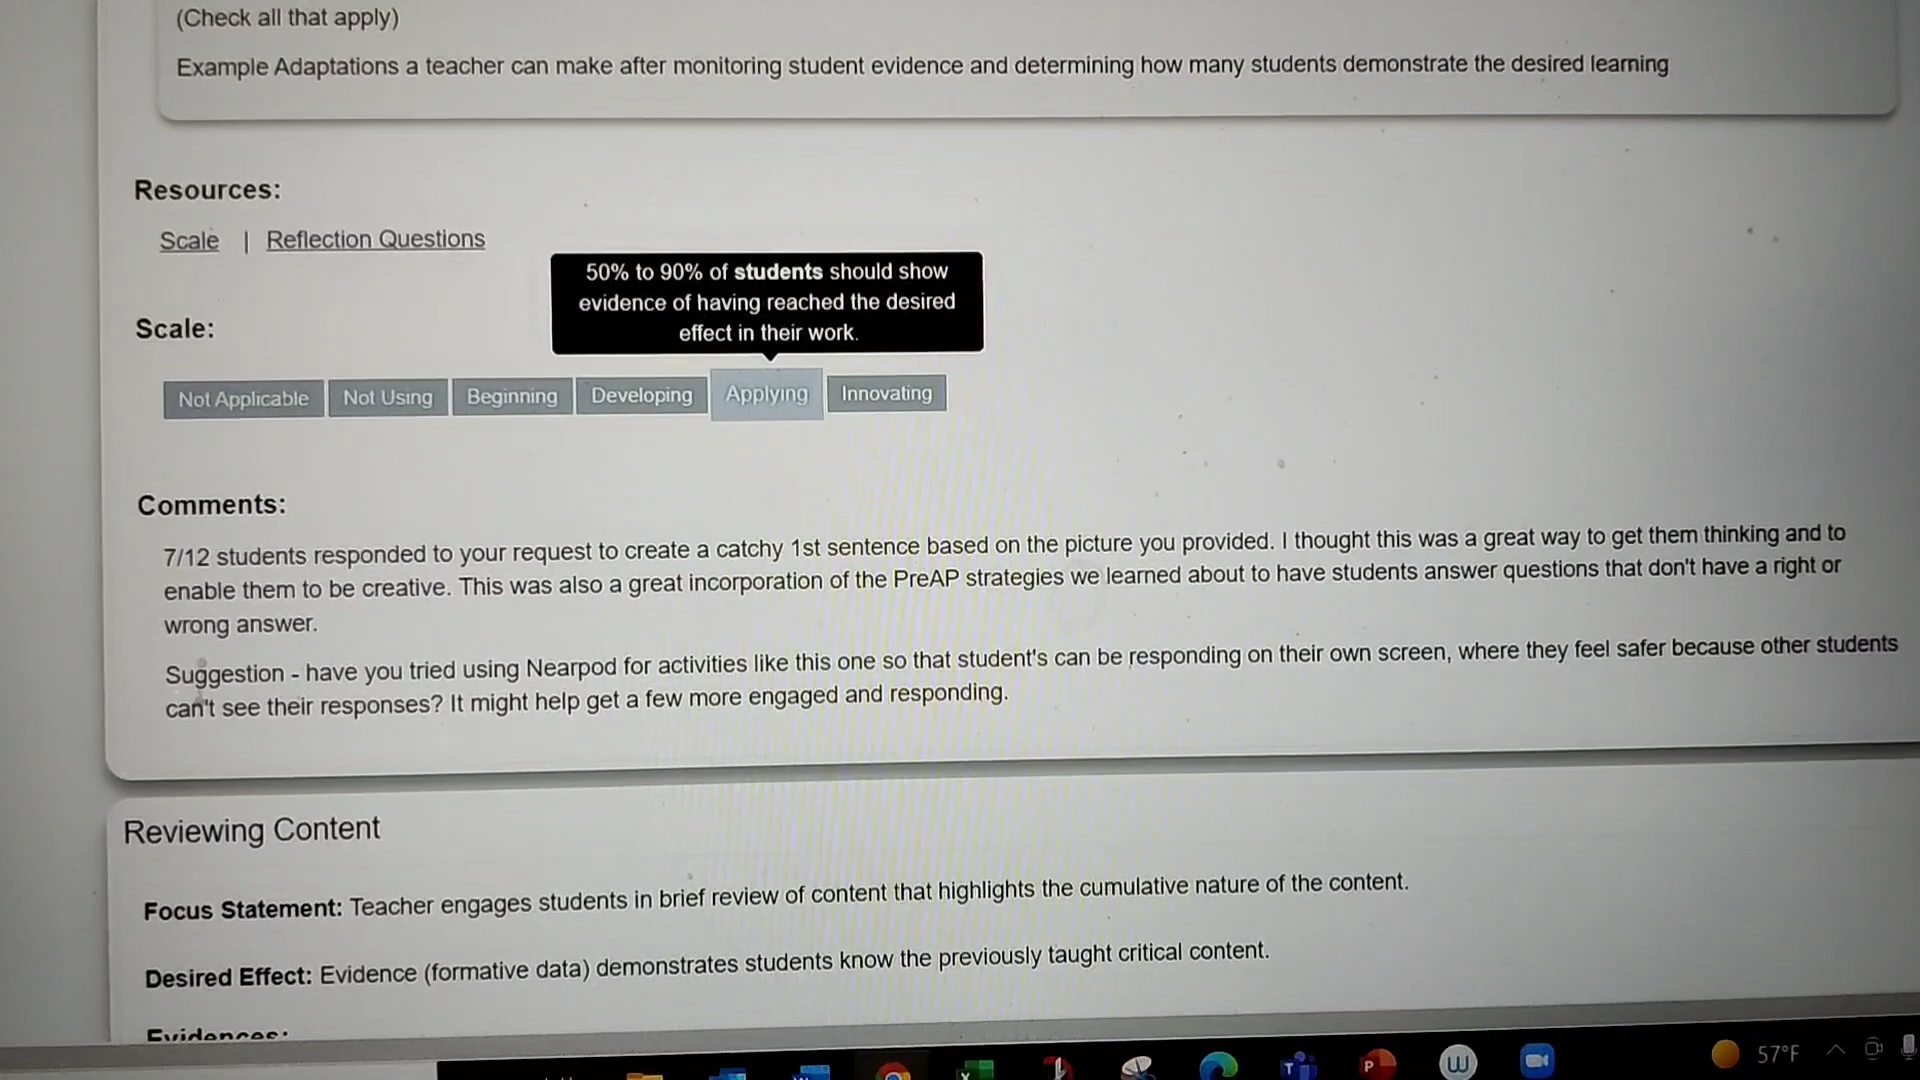 (Check all that apply)
Example Adaptations a teacher can make after monitoring student evidence and determining how many students demonstrate the desired learning
Resources:
Scale | Reflection Questions
50% to 90% of students should show
evidence of having reached the desired
effect in their work.
Scale:
Not Applicable Not Using Beginning Developing Applying Innovating
Comments:
7/12 students responded to your request to create a catchy 1st sentence based on the picture you provided. I thought this was a great way to get them thinking and to
enable them to be creative. This was also a great incorporation of the PreAP strategies we learned about to have students answer questions that don't have a right or
wrong answer.
Suggestion - have you tried using Nearpod for activities like this one so that student's can be responding on their own screen, where they feel safer because other students
can't see their responses? It might help get a few more engaged and responding.
Reviewing Content
Focus Statement: Teacher engages students in brief review of content that highlights the cumulative nature of the content.
Desired Effect: Evidence (formative data) demonstrates students know the previously taught critical content.
Evidences:
57°F